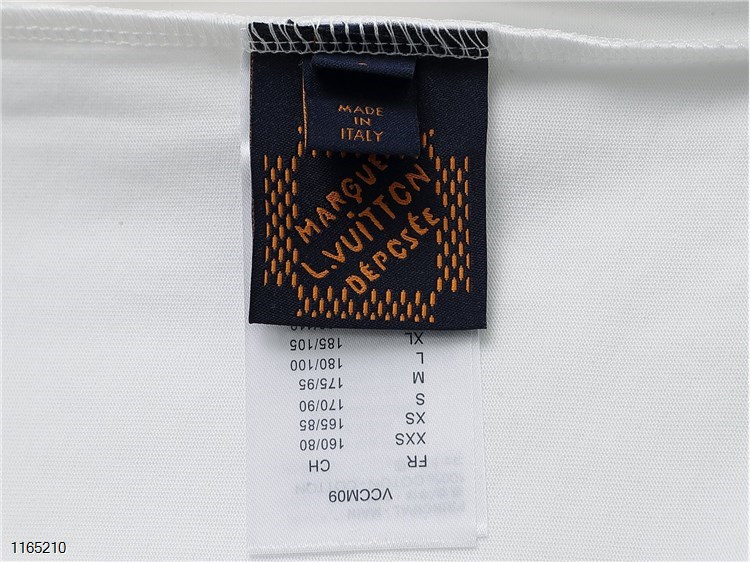 MADE
IN
ITALY
MARQUE
L.VUITTON
DÉPOSÉE
VCCM09
FR CH
XXS 160/80
XS 165/85
S 170/90
M 175/95
L 180/100
XL 185/105
1165210